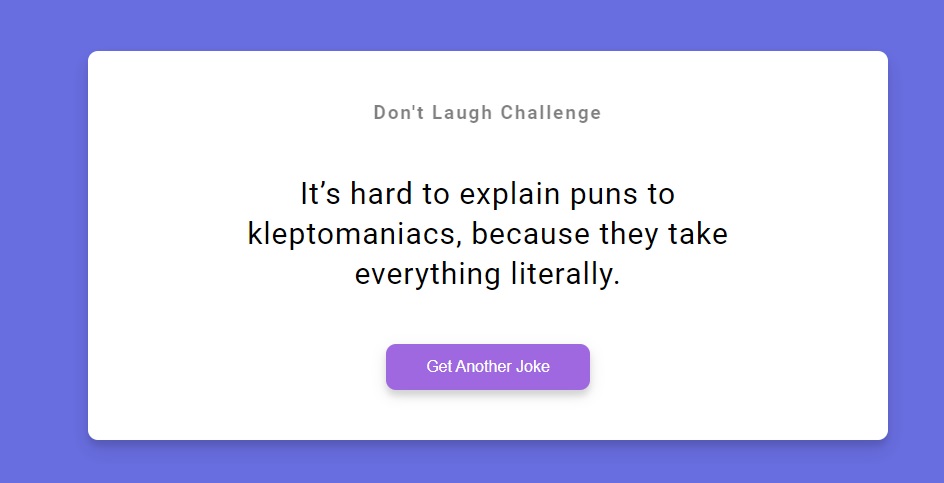 Don't Laugh Challenge
It’s hard to explain puns to
kleptomaniacs, because they take
everything literally.
Get Another Joke